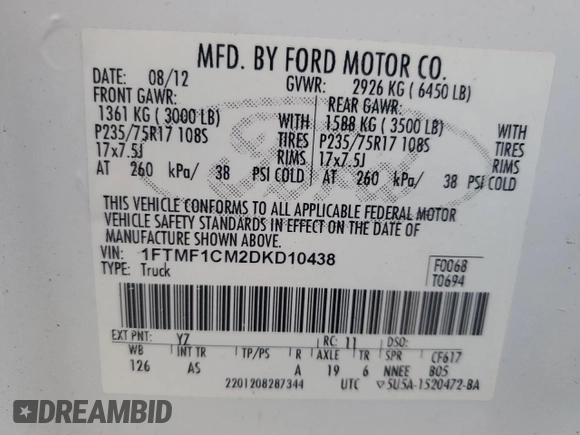 MFD. BY FORD MOTOR CO.
DATE: 08/12 GVWR: 2926 KG ( 6450 LB)
FRONT GAWR: REAR GAWR:
1361 KG ( 3000 LB) WITH 1588 KG ( 3500 LB) WITH
P235/75R17 108S TIRES P235/75R17 108S TIRES
17x7.5J RIMS 17x7.5J RIMS
AT 260 kPa/ 38 PSI COLD AT 260 kPa/ 38 PSI COLD
THIS VEHICLE CONFORMS TO ALL APPLICABLE FEDERAL MOTOR
VEHICLE SAFETY STANDARDS IN EFFECT ON THE DATE OF
MANUFACTURE SHOWN ABOVE.
VIN: 1FTMF1CM2DKD10438 F0068
TYPE: Truck T0694
EXT PNT: YZ RC: 11 DSO:
WB INT TR TP/PS R AXLE TR SPR CF617
126 AS A 19 6 NNEE B05
2201208287344 UTC 5U5A-1520472-BA
DREAMBID
VEHICLE HISTORY